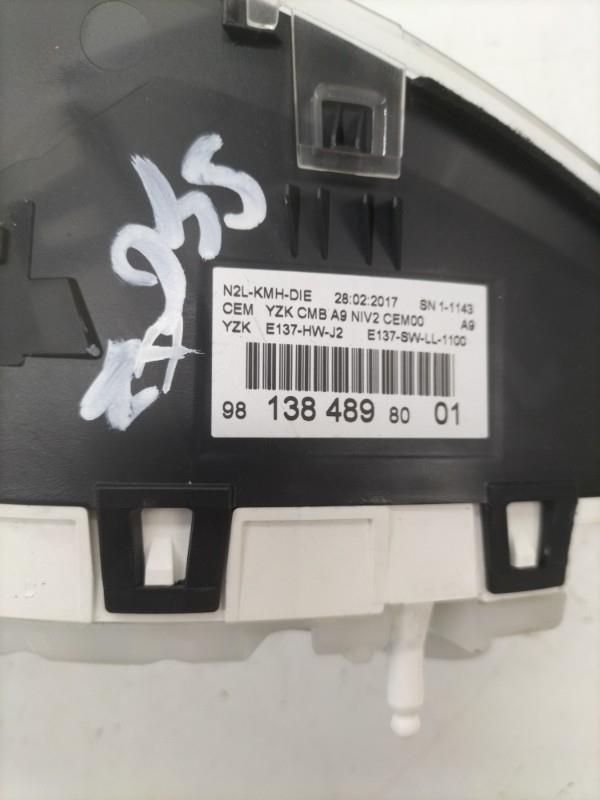 N2L-KMH-DIE 28:02:2017 SN 1-1143
CEM YZK CMB A9 NIV2 CEM00 A9
YZK E137-HW-J2 E137-SW-LL-1100
98 138 489 80 01